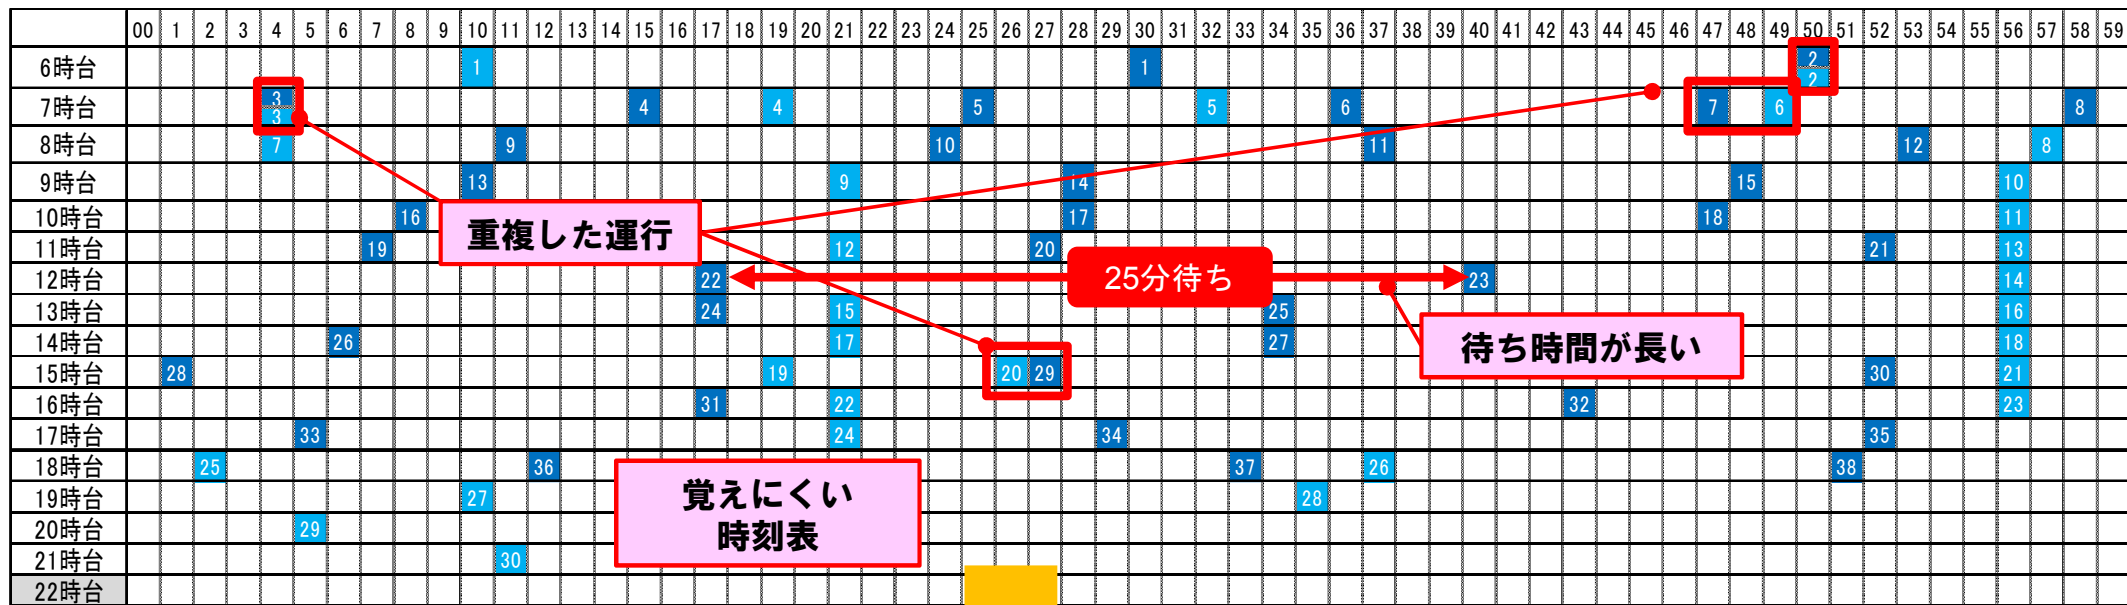 00 1 2 3 4 5 6 7 8 9 10 11 12 13 14 15 16 17 18 19 20 21 22 23 24 25 26 27 28 29 30 31 32 33 34 35 36 37 38 39 40 41 42 43 44 45 46 47 48 49 50 51 52 53 54 55 56 57 58 59
6時台 1 1 2
2
7時台 3 4 4 5 5 6 7 6 8
3
8時台 7 9 10 11 12 8
9時台 13 9 14 15 10
10時台 16 17 18 11
重複した運行
11時台 19 12 20 21 13
12時台 22 25分待ち 23 14
13時台 24 15 25 16
14時台 26 17 27 18
待ち時間が長い
15時台 28 19 20 29 30 21
16時台 31 22 32 23
17時台 33 24 34 35
18時台 25 36 37 26 38
19時台 27 28
覚えにくい
時刻表
20時台 29
21時台 30
22時台